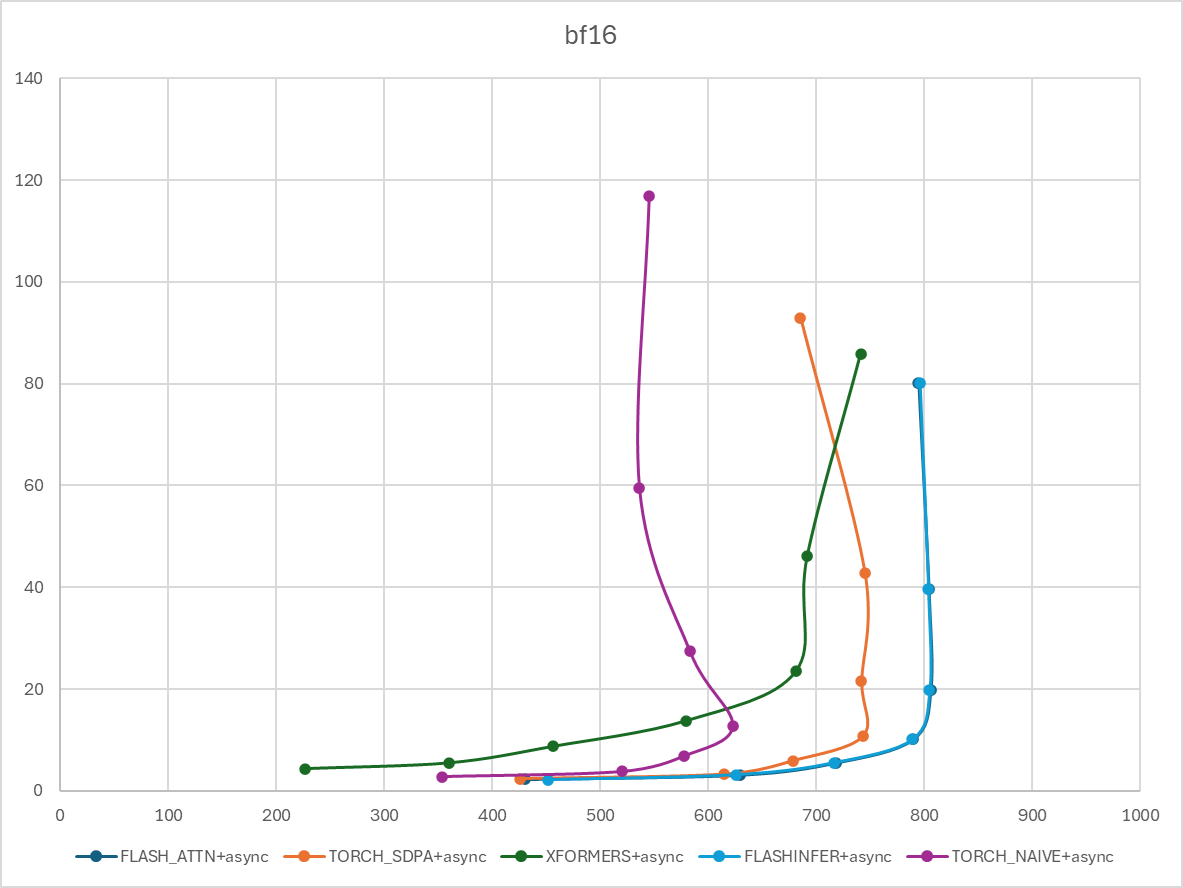 bf16
140
120
100
80
60
40
20
0
0 100 200 300 400 500 600 700 800 900 1000
FLASH_ATTN+async TORCH_SDPA+async XFORMERS+async FLASHINFER+async TORCH_NAIVE+async